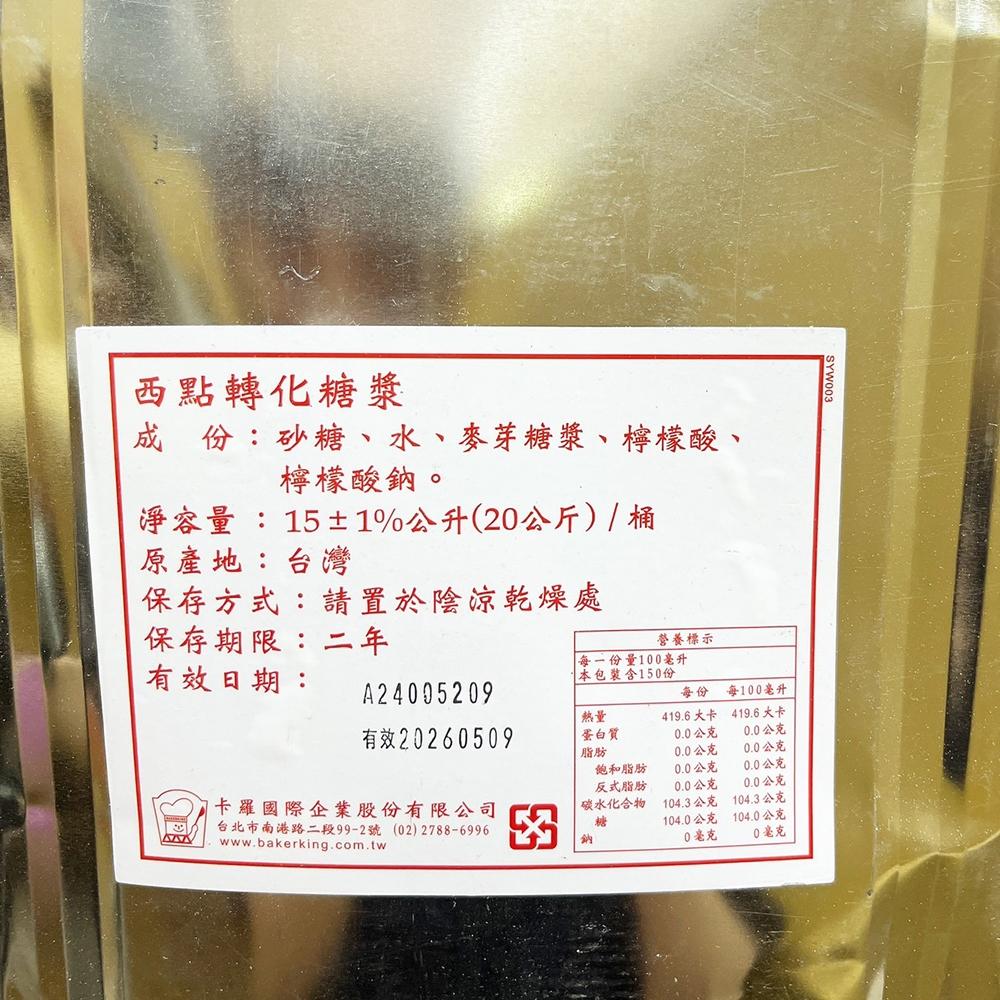 SYW003
西點轉化糖漿
成 份：砂糖、水、麥芽糖漿、檸檬酸、
檸檬酸鈉。
淨容量：15±1%公升(20公斤)/桶
原產地：台灣
保存方式：請置於陰涼乾燥處
保存期限：二年
有效日期：
A24005209
有效20260509
營養標示
每一份量100毫升
本包裝含150份
每份 每100毫升
熱量 419.6大卡 419.6大卡
蛋白質 0.0公克 0.0公克
脂肪 0.0公克 0.0公克
飽和脂肪 0.0公克 0.0公克
反式脂肪 0.0公克 0.0公克
碳水化合物 104.3公克 104.3公克
糖 104.0公克 104.0公克
鈉 0毫克 0毫克
卡羅國際企業股份有限公司
台北市南港路二段99-2號 (02)2788-6996
www.bakerking.com.tw